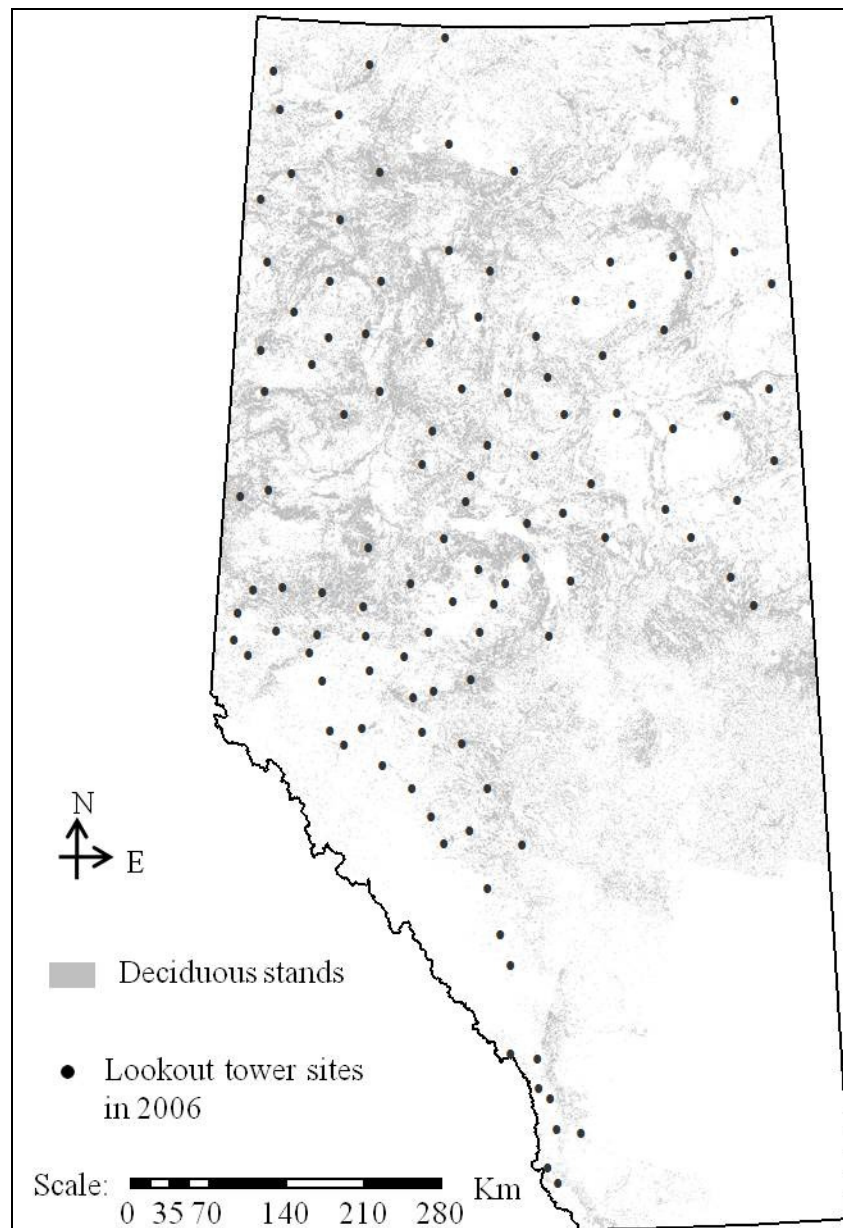 N
E
Deciduous stands
Lookout tower sites
in 2006
Scale:
Km
0 35 70 140 210 280